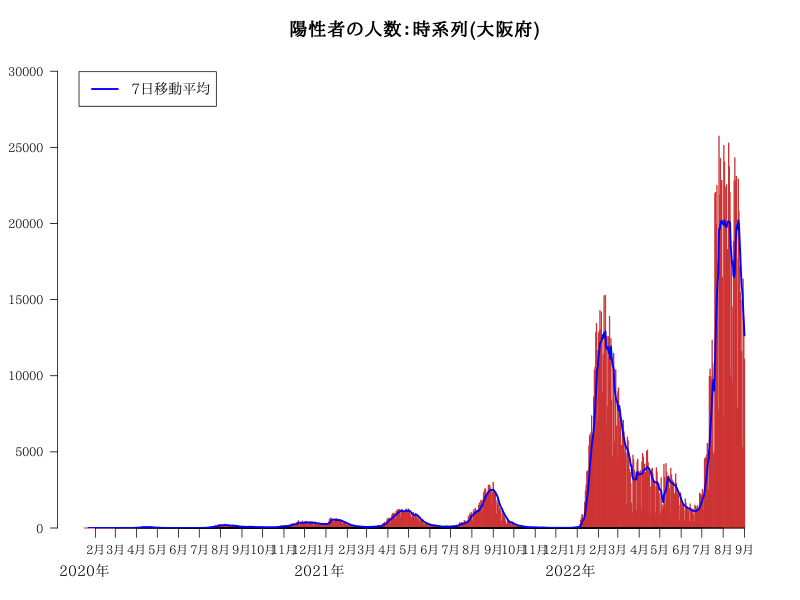 陽性者の人数:時系列(大阪府)
30000
7日移動平均
25000
20000
15000
10000
5000
0
2月 3月 4月 5月 6月 7月 8月 9月 10月 11月 12月 1月 2月 3月 4月 5月 6月 7月 8月 9月 10月 11月 12月 1月 2月 3月 4月 5月 6月 7月 8月 9月
2020年 2021年 2022年